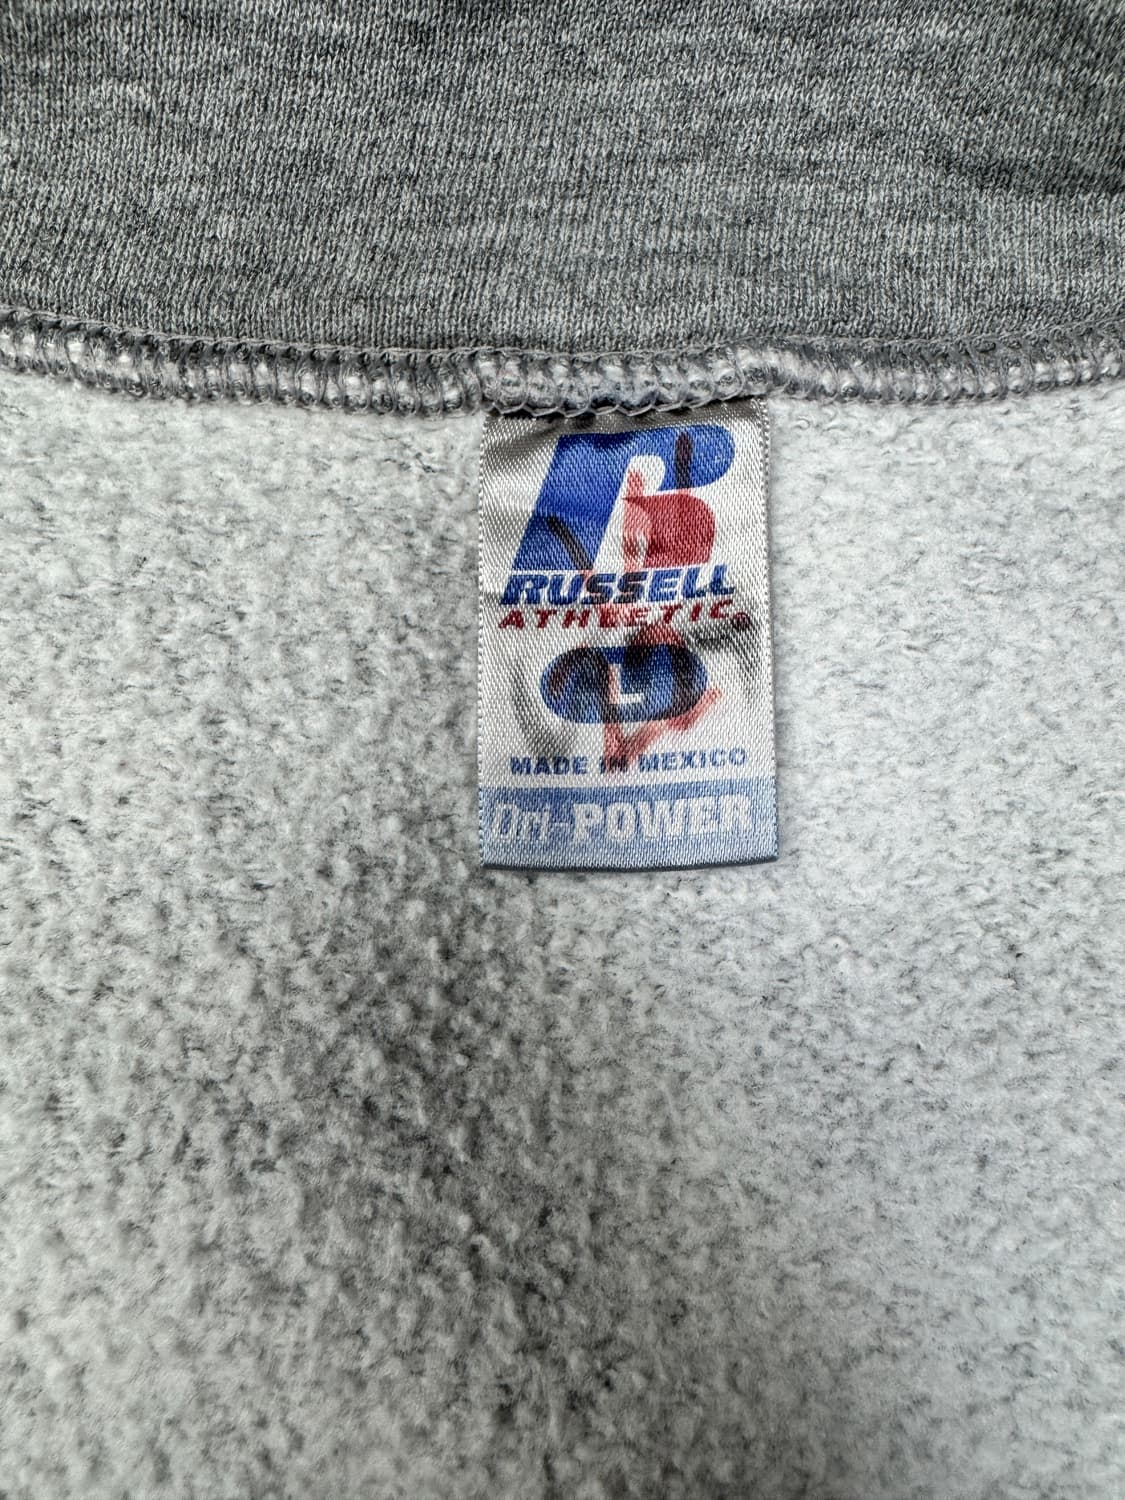 R
RUSSELL
ATHLETIC®
L
MADE IN MEXICO
Dri-POWER